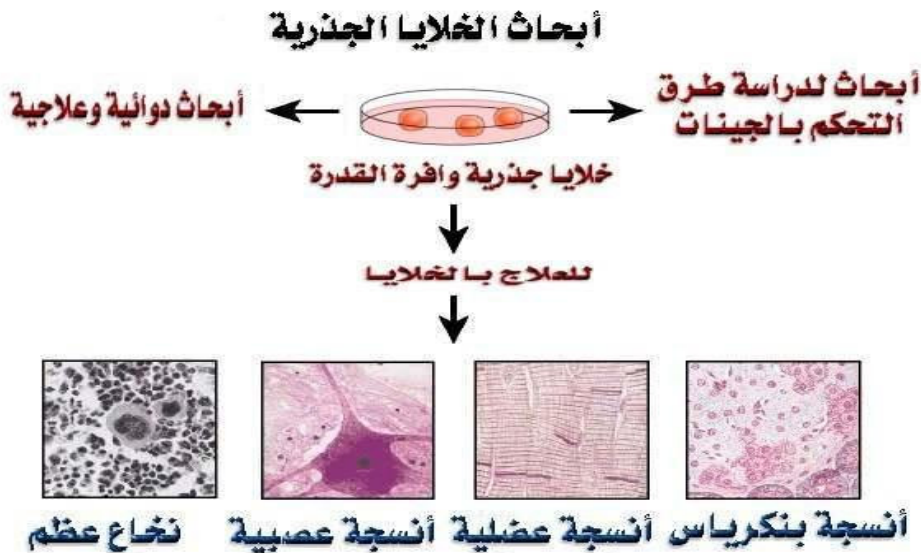 أبحاث الخلايا الجذرية
أبحاث لدراسة طرق
التحكم بالجينات
أبحاث دوائية وعلاجية
خلايا جذرية وافرة القدرة
للعلاج بالخلايا
أنسجة بنكرياس
أنسجة عضلية
أنسجة عصبية
نخاع عظم